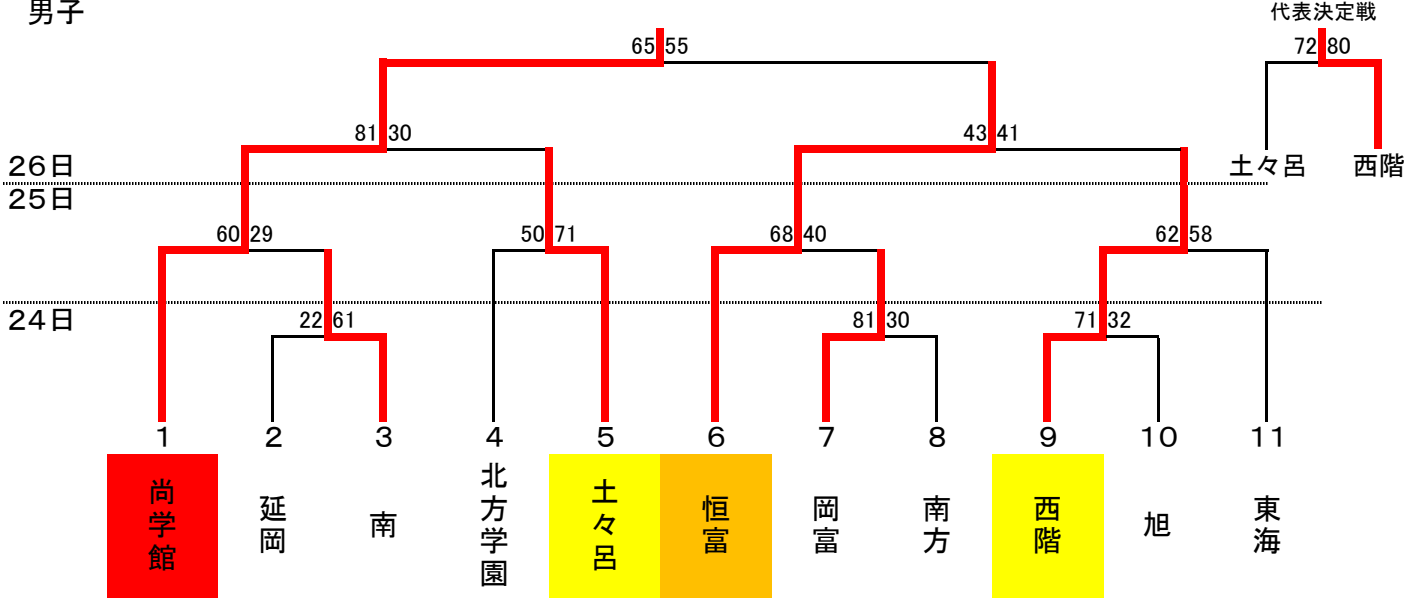 男子
代表決定戦
65 55
72 80
81 30
43 41
26日
土々呂 西階
25日
60 29
50 71
68 40
62 58
24日
22 61
81 30
71 32
1 2 3 4 5 6 7 8 9 10 11
尚学館
延岡
南
北方学園
土々呂
恒富
岡富
南方
西階
旭
東海